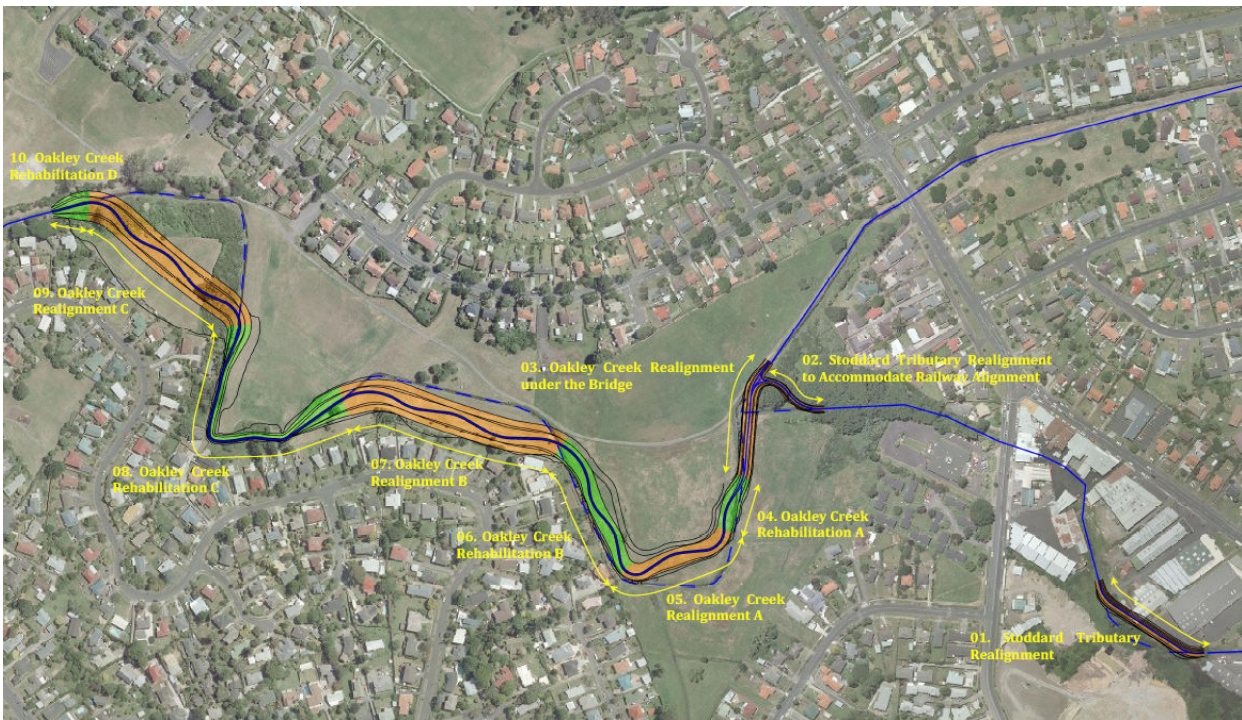 10. Oakley Creek
Rehabilitation D
09. Oakley Creek
Realignment C
03. Oakley Creek Realignment
under the Bridge
02. Stoddard Tributary Realignment
to Accommodate Railway Alignment
08. Oakley Creek
Rehabilitation C
07. Oakley Creek
Realignment B
06. Oakley Creek
Rehabilitation B
04. Oakley Creek
Rehabilitation A
05. Oakley Creek
Realignment A
01. Stoddard Tributary
Realignment